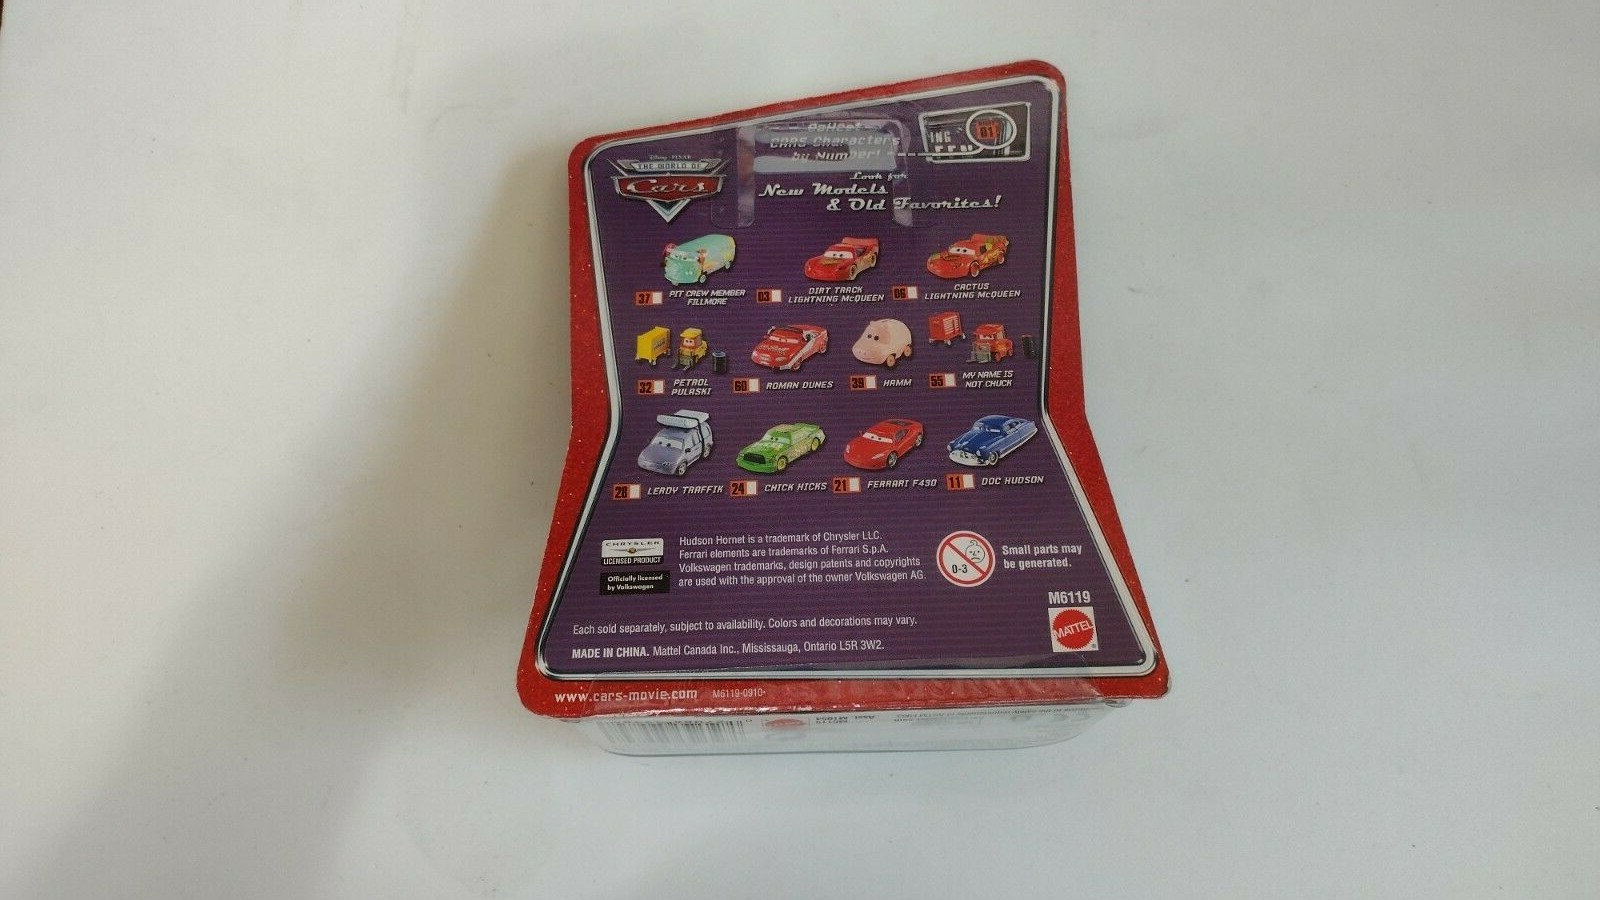 Collect
CARS Characters
by Number!
ING
01
Disney · PIXAR
THE WORLD OF
Cars
Look for
New Models
& Old Favorites!
37 PIT CREW MEMBER
FILLMORE
03 DIRT TRACK
LIGHTNING McQUEEN
06 CACTUS
LIGHTNING McQUEEN
32 PETROL
PULASKI
60 ROMAN DUNES
39 HAMM
55 MY NAME IS
NOT CHUCK
28 LEROY TRAFFIK
24 CHICK HICKS
21 FERRARI F430
11 DOC HUDSON
CHRYSLER
LICENSED PRODUCT
Officially licensed
by Volkswagen
Hudson Hornet is a trademark of Chrysler LLC.
Ferrari elements are trademarks of Ferrari S.p.A.
Volkswagen trademarks, design patents and copyrights
are used with the approval of the owner Volkswagen AG.
0-3
Small parts may
be generated.
M6119
MATTEL
Each sold separately, subject to availability. Colors and decorations may vary.
MADE IN CHINA. Mattel Canada Inc., Mississauga, Ontario L5R 3W2.
www.cars-movie.com M6119-0910